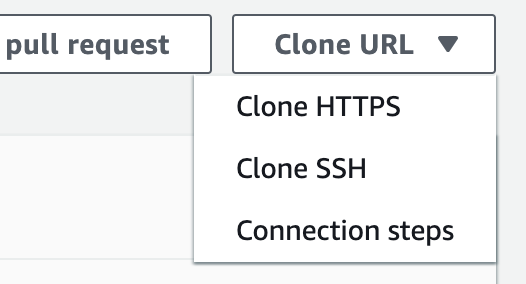 pull request
Clone URL
Clone HTTPS
Clone SSH
Connection steps